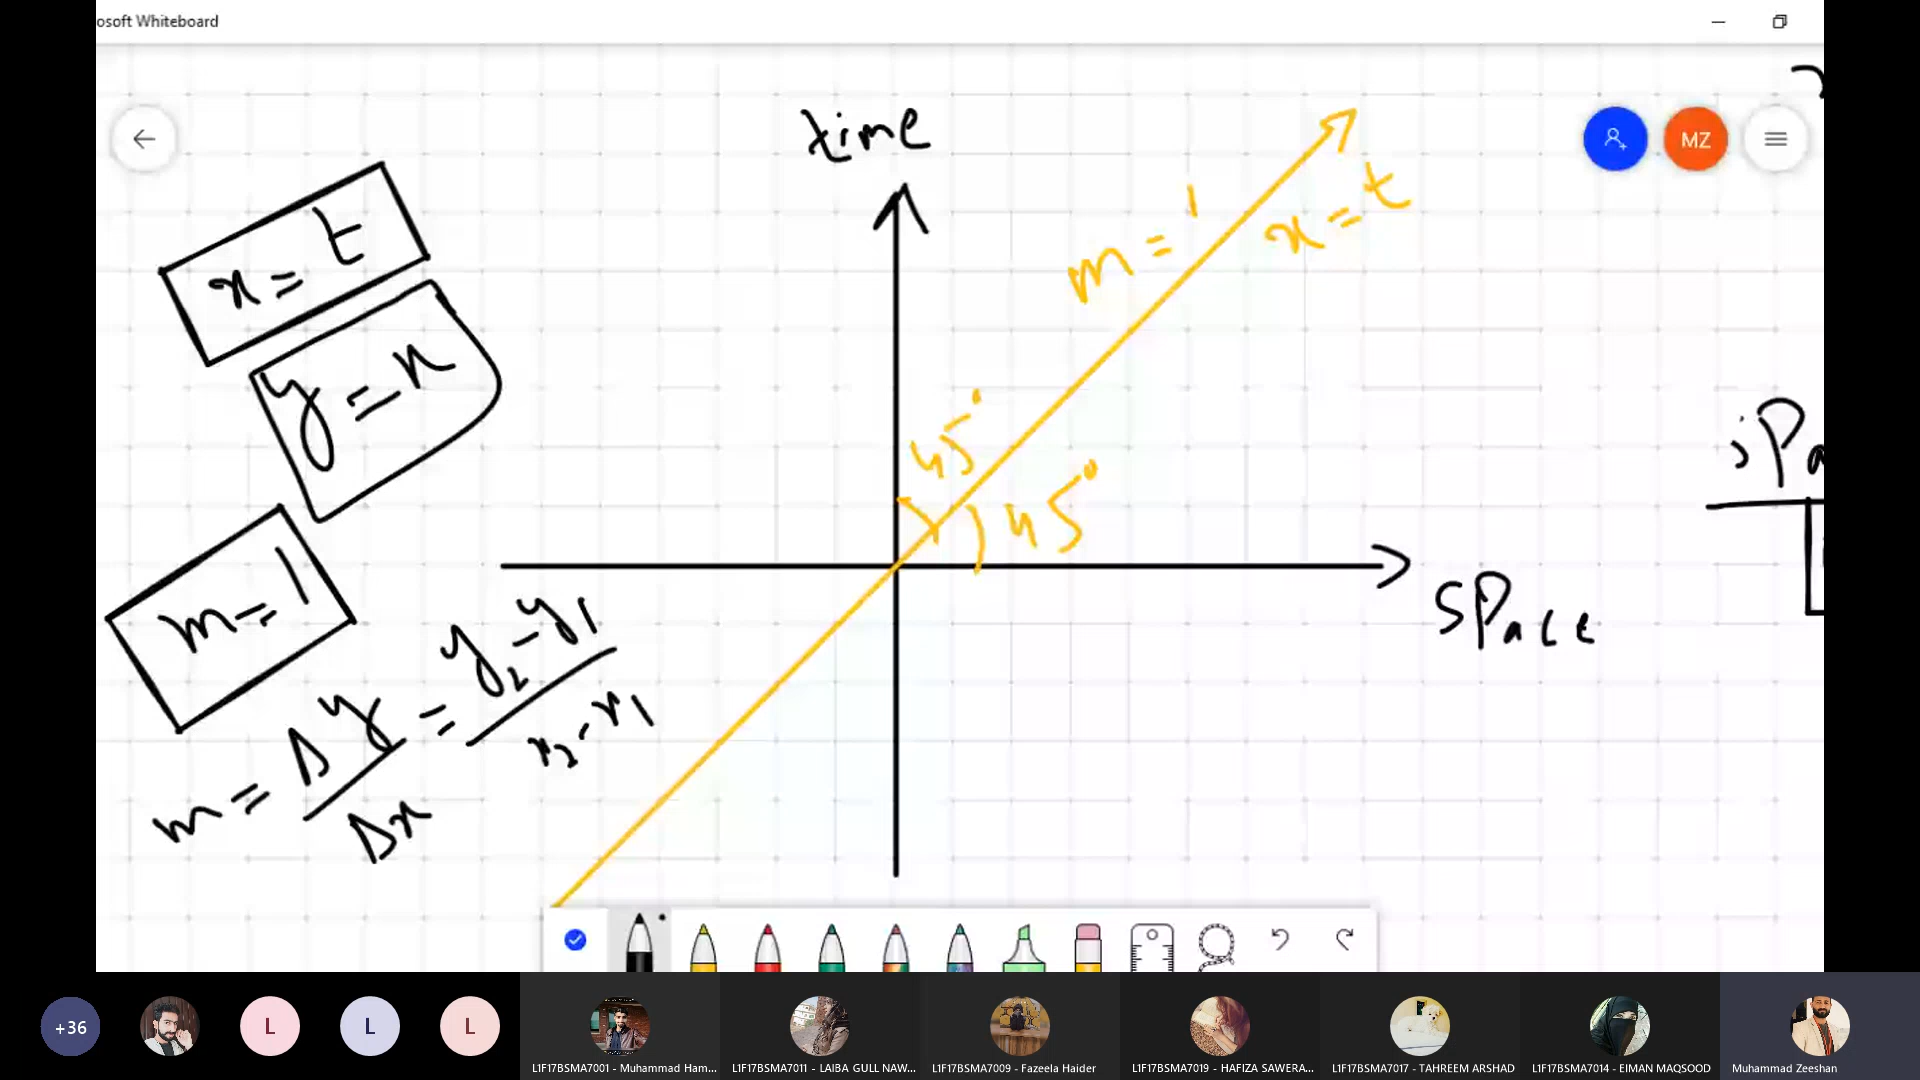 osoft Whiteboard
time
MZ
x = t
y = x
m = 1
m = 1
x = t
45°
45°
space
m = Δy/Δx = y₂-y₁/x₂-x₁
+36
L
L
L
L1F17BSMA7001 - Muhammad Ham...
L1F17BSMA7011 - LAIBA GULL NAW...
L1F17BSMA7009 - Fazeela Haider
L1F17BSMA7019 - HAFIZA SAWERA...
L1F17BSMA7017 - TAHREEM ARSHAD
L1F17BSMA7014 - EIMAN MAQSOOD
Muhammad Zeeshan